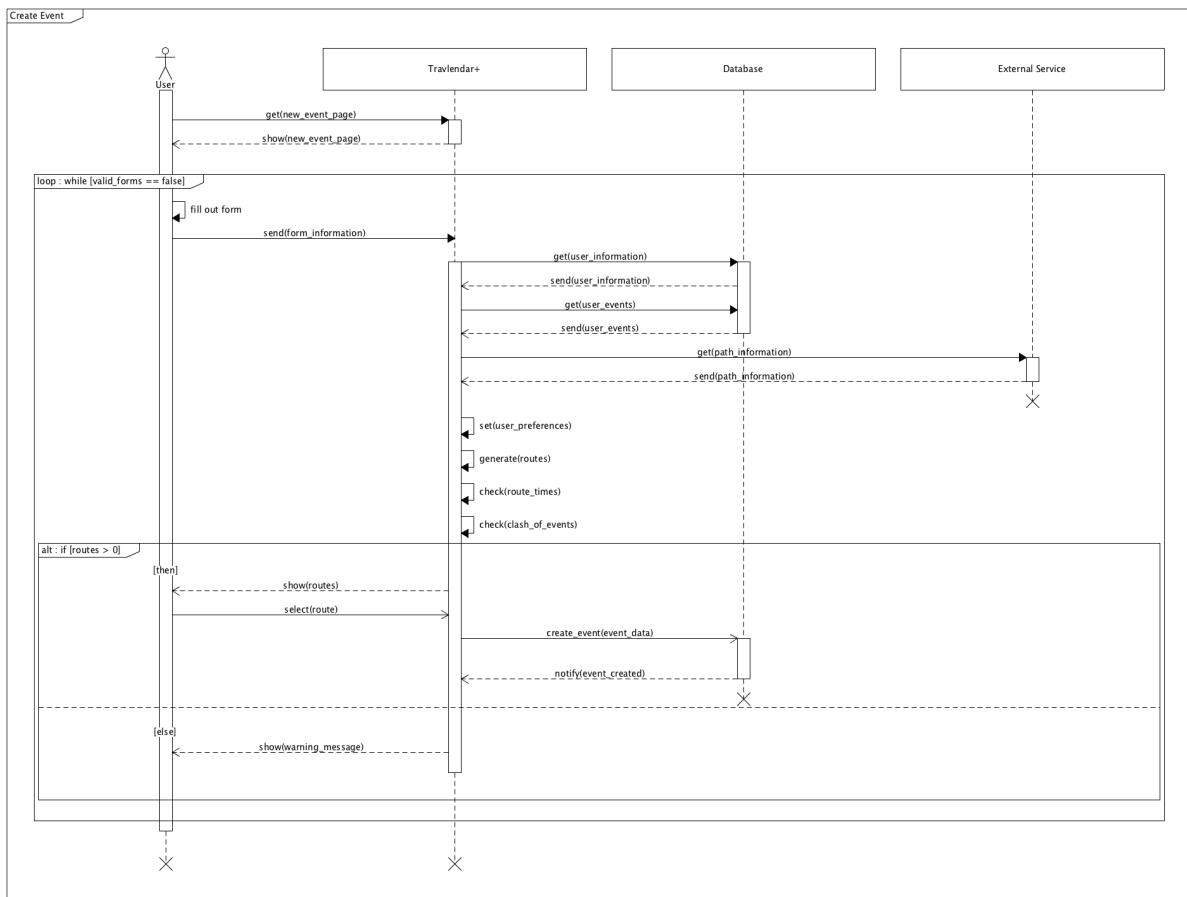 Create Event
User
Travlendar+
Database
External Service
get(new_event_page)
show(new_event_page)
loop : while [valid_forms == false]
fill out form
send(form_information)
get(user_information)
send(user_information)
get(user_events)
send(user_events)
get(path_information)
send(path_information)
set(user_preferences)
generate(routes)
check(route_times)
check(clash_of_events)
alt : if [routes > 0]
[then]
show(routes)
select(route)
create_event(event_data)
notify(event_created)
[else]
show(warning_message)